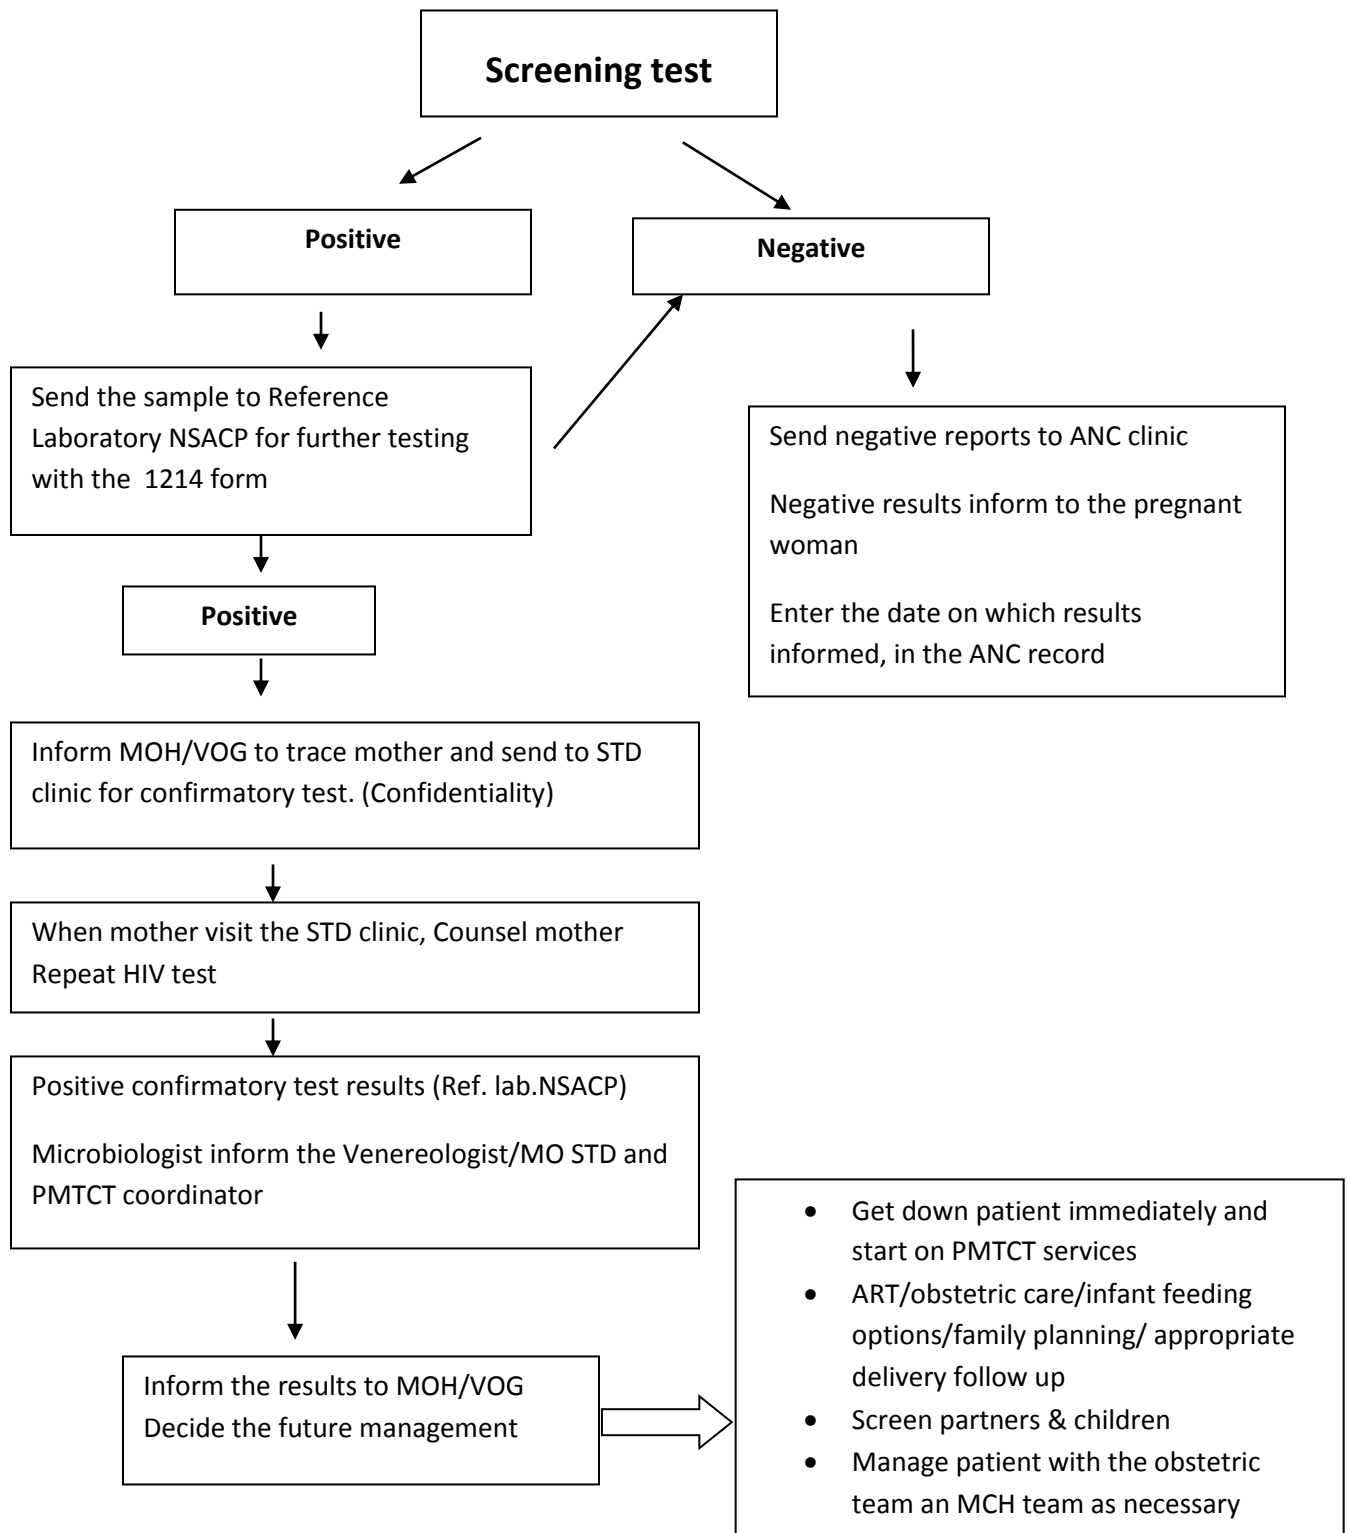 Screening test
Positive
Negative
Send the sample to Reference
Laboratory NSACP for further testing
with the 1214 form
Send negative reports to ANC clinic
Negative results inform to the pregnant
woman
Enter the date on which results
informed, in the ANC record
Positive
Inform MOH/VOG to trace mother and send to STD
clinic for confirmatory test. (Confidentiality)
When mother visit the STD clinic, Counsel mother
Repeat HIV test
Positive confirmatory test results (Ref. lab.NSACP)
Microbiologist inform the Venereologist/MO STD and
PMTCT coordinator
Inform the results to MOH/VOG
Decide the future management
• Get down patient immediately and
start on PMTCT services
• ART/obstetric care/infant feeding
options/family planning/ appropriate
delivery follow up
• Screen partners & children
• Manage patient with the obstetric
team an MCH team as necessary